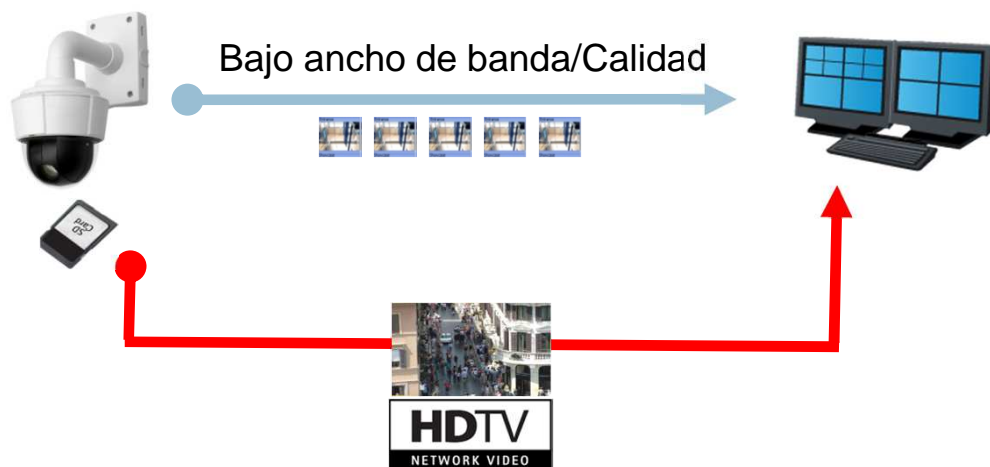 Bajo ancho de banda/Calidad
SD
Card
HDTV
NETWORK VIDEO